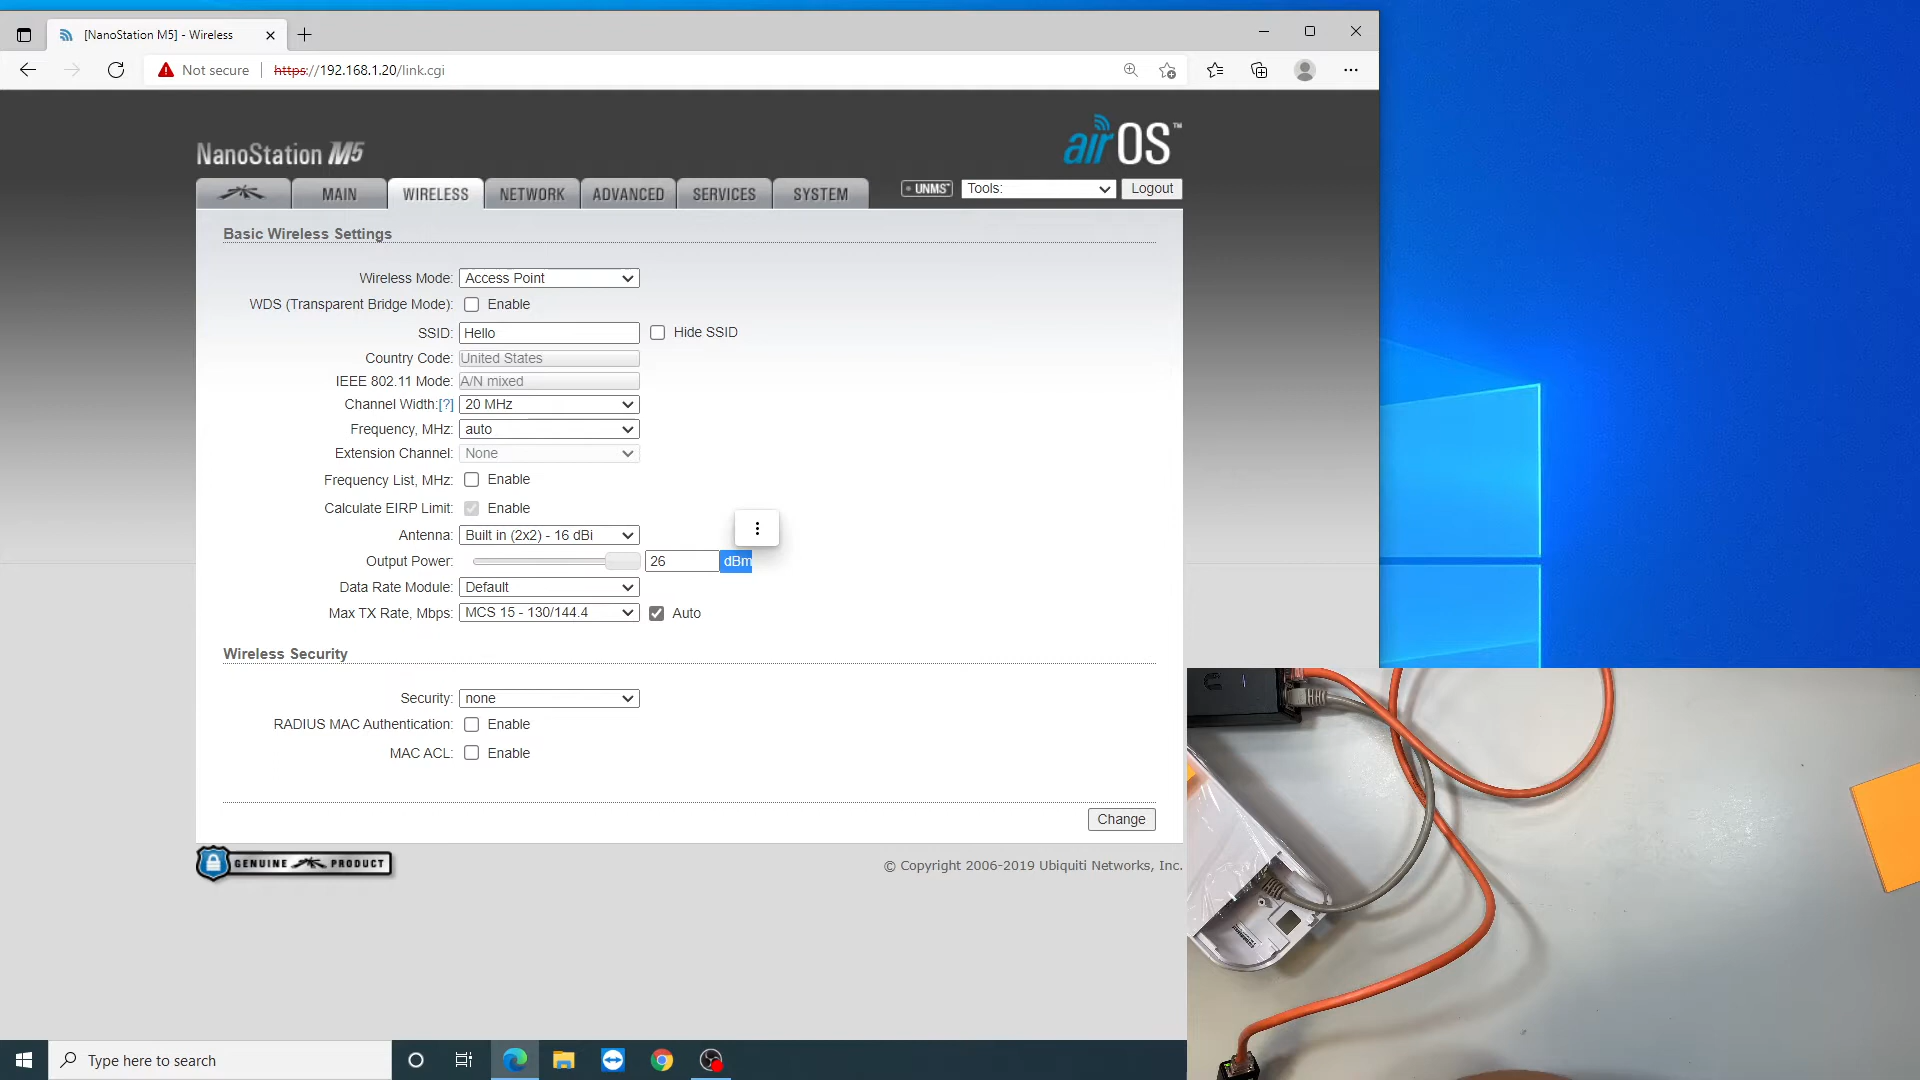 [NanoStation M5] - Wireless
Not secure
https://192.168.1.20/link.cgi
NanoStation M5
airOS™
MAIN
WIRELESS
NETWORK
ADVANCED
SERVICES
SYSTEM
UNMS™
Tools:
Logout
Basic Wireless Settings
Wireless Mode: Access Point
WDS (Transparent Bridge Mode): Enable
SSID: Hello Hide SSID
Country Code: United States
IEEE 802.11 Mode: A/N mixed
Channel Width:[?] 20 MHz
Frequency, MHz: auto
Extension Channel: None
Frequency List, MHz: Enable
Calculate EIRP Limit: Enable
Antenna: Built in (2x2) - 16 dBi
Output Power: 26 dBm
Data Rate Module: Default
Max TX Rate, Mbps: MCS 15 - 130/144.4 Auto
Wireless Security
Security: none
RADIUS MAC Authentication: Enable
MAC ACL: Enable
Change
GENUINE PRODUCT
© Copyright 2006-2019 Ubiquiti Networks, Inc.
Type here to search